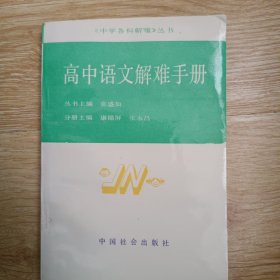 《中学各科解难》丛书
高中语文解难手册
丛书主编
分册主编
中国社会出版社